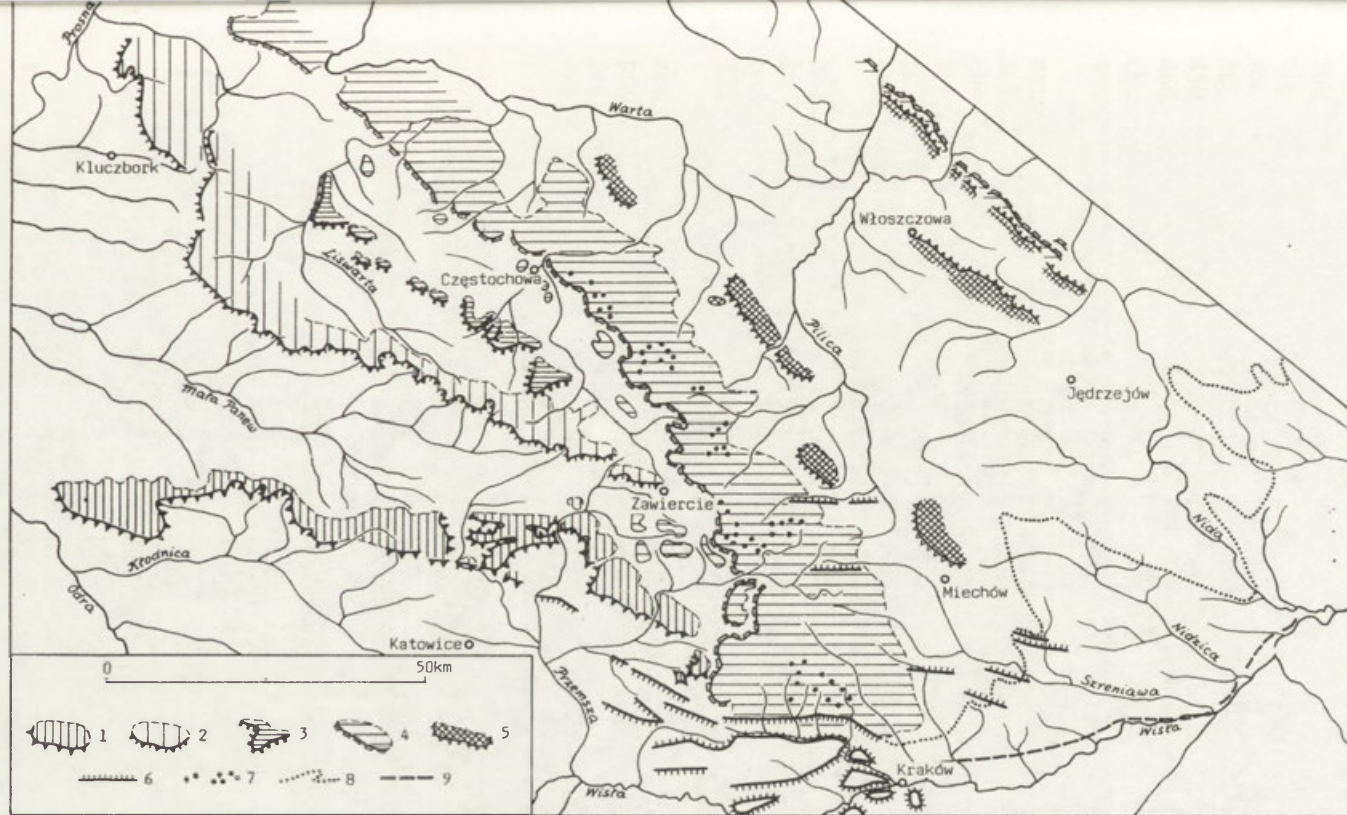 Prosna
Warta
Kluczbork
Włoszczowa
Liswarta
Częstochowa
Pilica
Jędrzejów
Mała Panew
Zawiercie
Nida
Kłodnica
Miechów
Odra
Nidzica
Katowice
0 50km
Przemsza
Szreniawa
Wisła
1 2 3 4 5
6 7 8 9
Kraków
Wisła